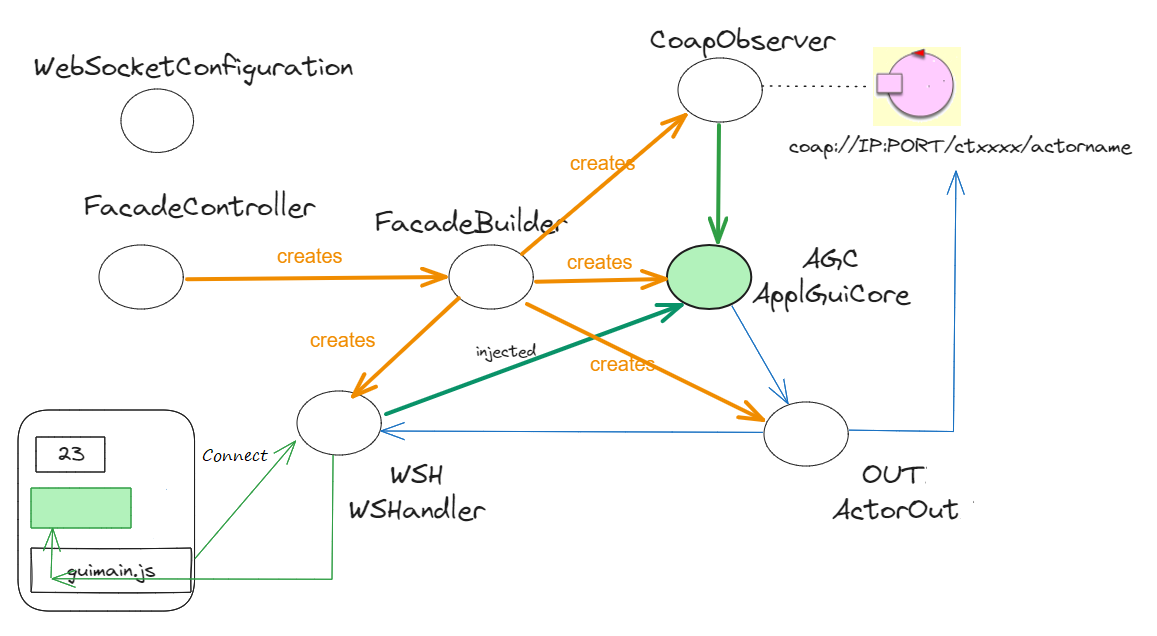 CoapObserver
WebSocketConfiguration
coap://IP:PORT/ctxxxx/actorname
creates
FacadeController
FacadeBuilder
creates
creates
AGC
ApplGuiCore
creates
injected
creates
23
Connect
WSH
WSHandler
OUT
ActorOut
guimain.js